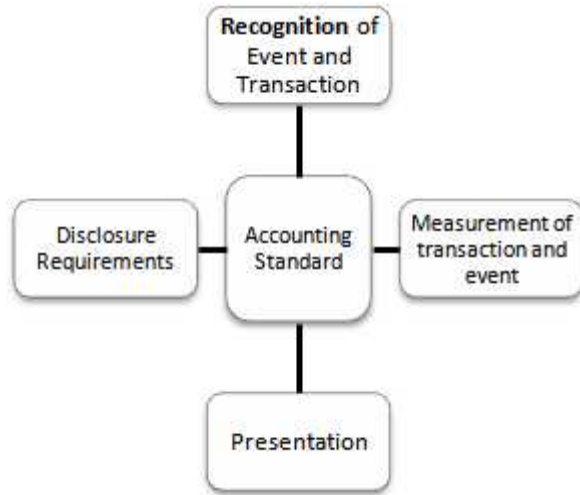 Recognition of
Event and
Transaction
Disclosure
Requirements
Accounting
Standard
Measurement of
transaction and
event
Presentation